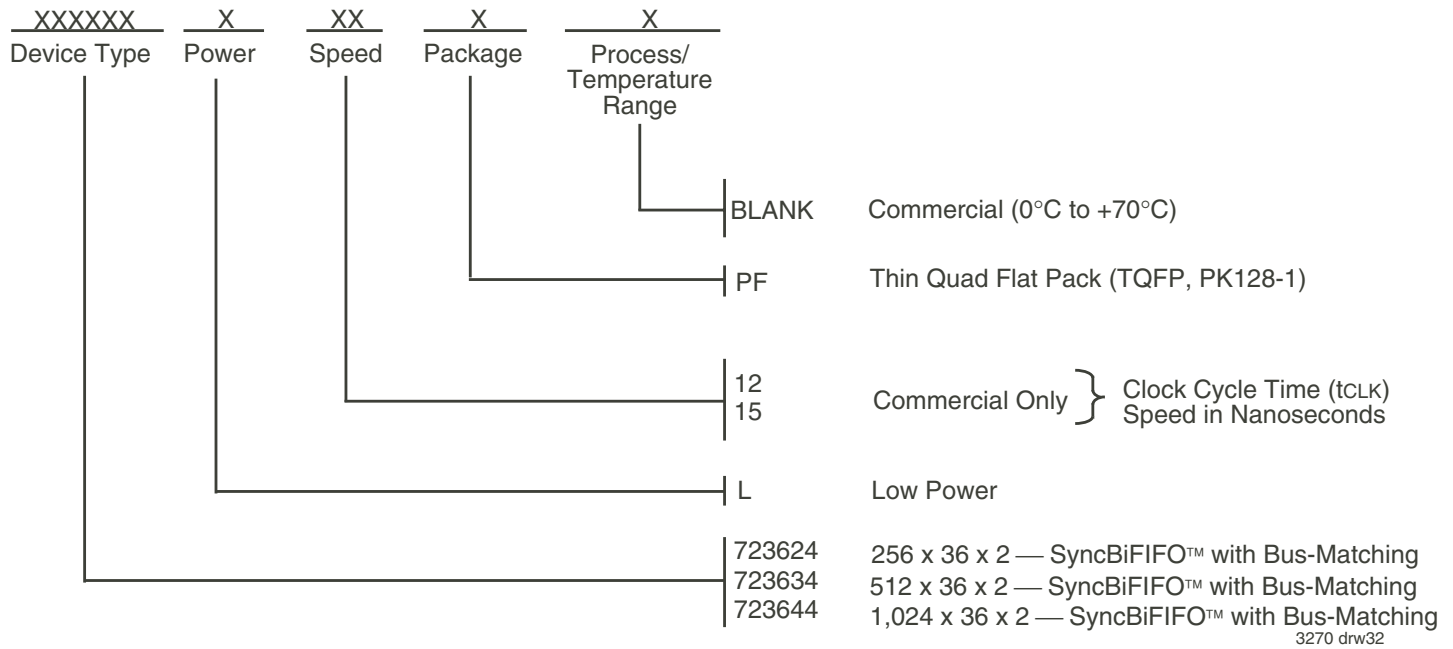 XXXXXX X XX X X
Device Type Power Speed Package Process/
Temperature
Range
BLANK Commercial (0°C to +70°C)
PF Thin Quad Flat Pack (TQFP, PK128-1)
12
15
Commercial Only } Clock Cycle Time (tCLK)
Speed in Nanoseconds
L Low Power
723624 256 x 36 x 2 — SyncBiFIFO™ with Bus-Matching
723634 512 x 36 x 2 — SyncBiFIFO™ with Bus-Matching
723644 1,024 x 36 x 2 — SyncBiFIFO™ with Bus-Matching
3270 drw32